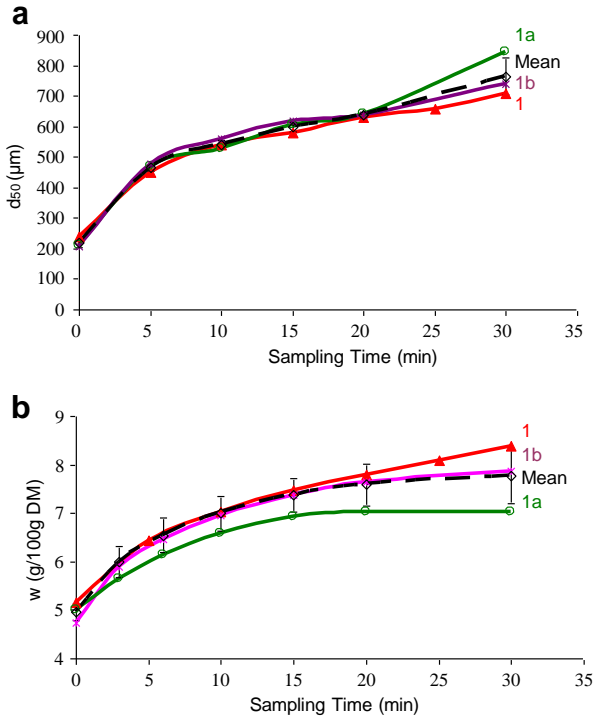 a
900
800
700
600
500
400
300
200
100
0
d50 (µm)
1a
Mean
1b
1
0 5 10 15 20 25 30 35
Sampling Time (min)
b
9
8
7
6
5
4
w (g/100g DM)
1
1b
Mean
1a
0 5 10 15 20 25 30 35
Sampling Time (min)